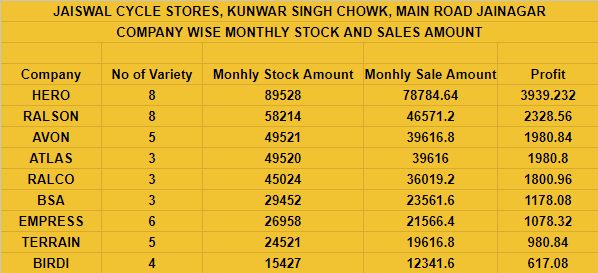 JAISWAL CYCLE STORES, KUNWAR SINGH CHOWK, MAIN ROAD JAINAGAR
COMPANY WISE MONTHLY STOCK AND SALES AMOUNT
Company No of Variety Monhly Stock Amount Monhly Sale Amount Profit
HERO 8 89528 78784.64 3939.232
RALSON 8 58214 46571.2 2328.56
AVON 5 49521 39616.8 1980.84
ATLAS 3 49520 39616 1980.8
RALCO 3 45024 36019.2 1800.96
BSA 3 29452 23561.6 1178.08
EMPRESS 6 26958 21566.4 1078.32
TERRAIN 5 24521 19616.8 980.84
BIRDI 4 15427 12341.6 617.08